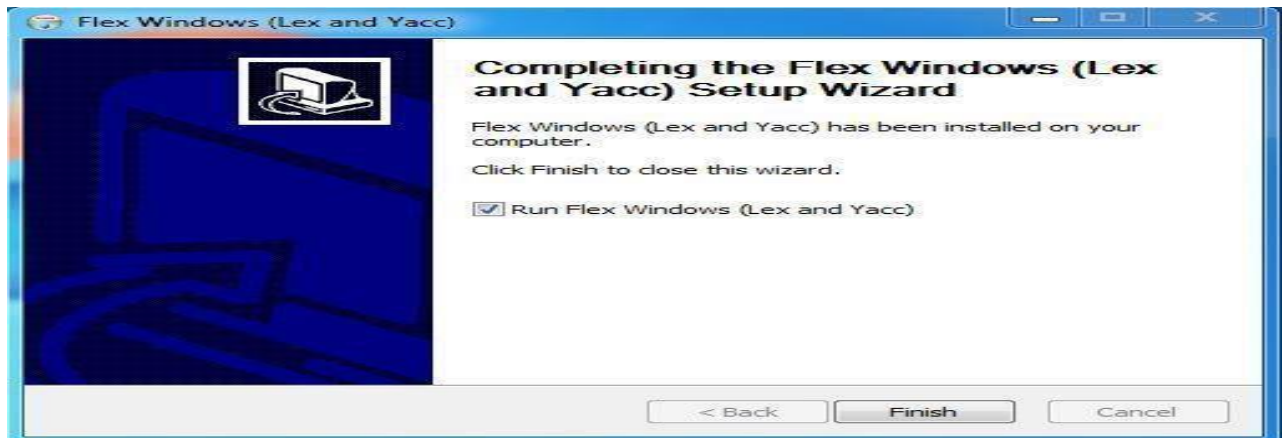 Flex Windows (Lex and Yacc)
Completing the Flex Windows (Lex
and Yacc) Setup Wizard
Flex Windows (Lex and Yacc) has been installed on your
computer.
Click Finish to close this wizard.
Run Flex Windows (Lex and Yacc)
< Back
Finish
Cancel